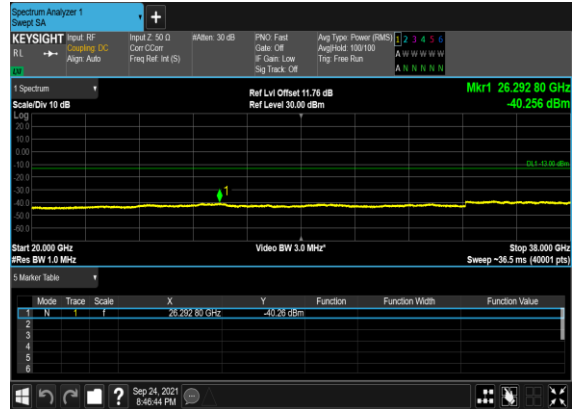 Spectrum Analyzer 1
Swept SA
+
KEYSIGHT Input: RF Input Z: 50 Ω #Atten: 30 dB PNO: Fast Avg Type: Power (RMS) 1 2 3 4 5 6
RL Coupling: DC Corr CCorr Gate: Off Avg|Hold: 100/100 A W W W W W
Align: Auto Freq Ref: Int (S) IF Gain: Low Trig: Free Run
Sig Track: Off A N N N N N
1 Spectrum Ref Lvl Offset 11.76 dB Mkr1 26.292 80 GHz
Scale/Div 10 dB Ref Level 30.00 dBm -40.256 dBm
Log
20.0
10.0
0.00
-10.0 DL1 -13.00 dBm
-20.0
-30.0 1
-40.0
-50.0
-60.0
Start 20.000 GHz Video BW 3.0 MHz* Stop 38.000 GHz
#Res BW 1.0 MHz Sweep ~36.5 ms (40001 pts)
5 Marker Table
Mode Trace Scale X Y Function Function Width Function Value
1 N 1 f 26.292 80 GHz -40.26 dBm
2
3
4
5
6
? Sep 24, 2021
8:46:44 PM